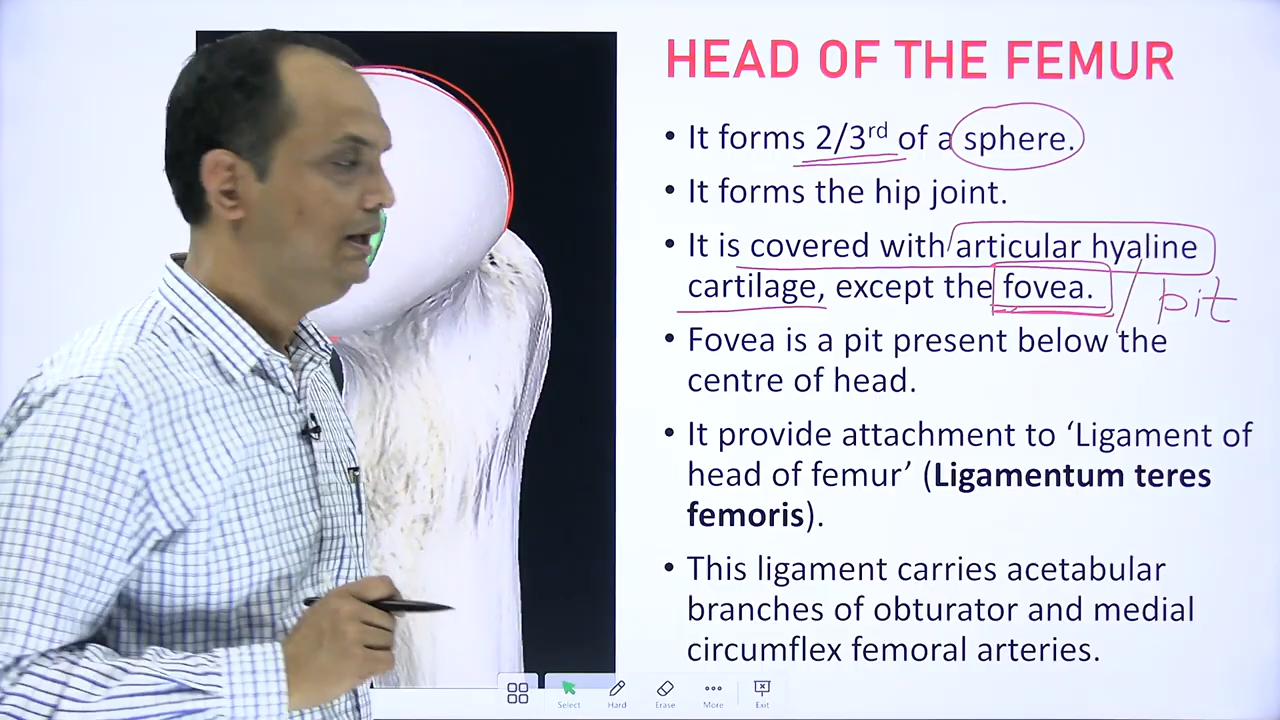 HEAD OF THE FEMUR
• It forms 2/3rd of a sphere.
• It forms the hip joint.
• It is covered with articular hyaline
cartilage, except the fovea. / pit
• Fovea is a pit present below the
centre of head.
• It provide attachment to ‘Ligament of
head of femur’ (Ligamentum teres
femoris).
• This ligament carries acetabular
branches of obturator and medial
circumflex femoral arteries.
Select Hard Erase More Exit